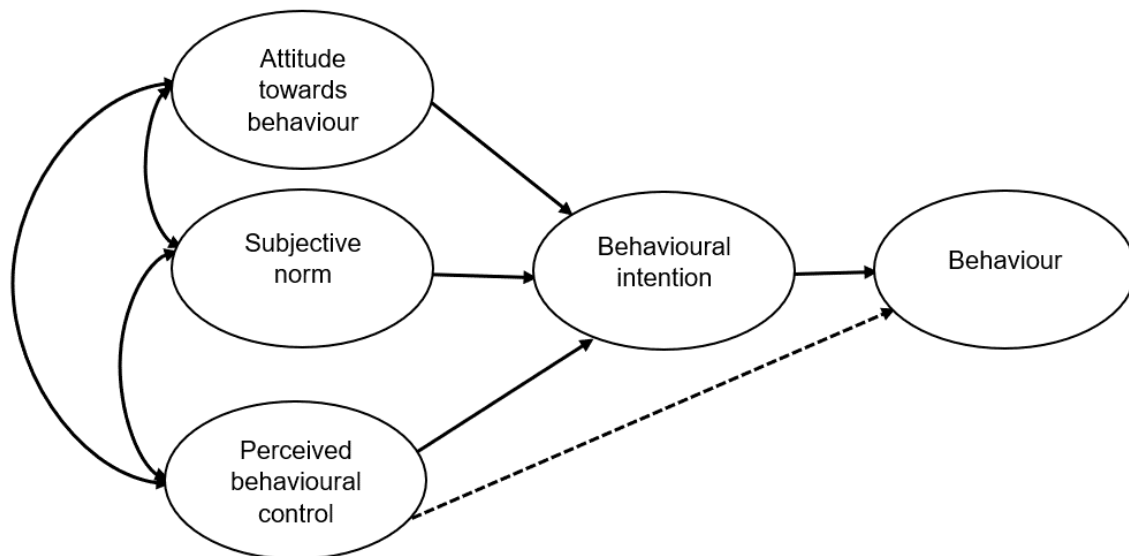 Attitude
towards
behaviour
Subjective
norm
Behavioural
intention
Behaviour
Perceived
behavioural
control